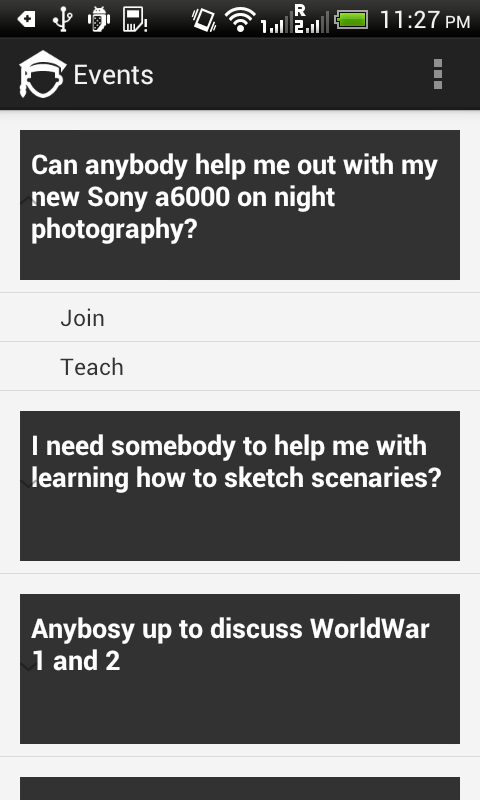 R
1 2 11:27 PM
Events
Can anybody help me out with my
new Sony a6000 on night
photography?
Join
Teach
I need somebody to help me with
learning how to sketch scenaries?
Anybosy up to discuss WorldWar
1 and 2